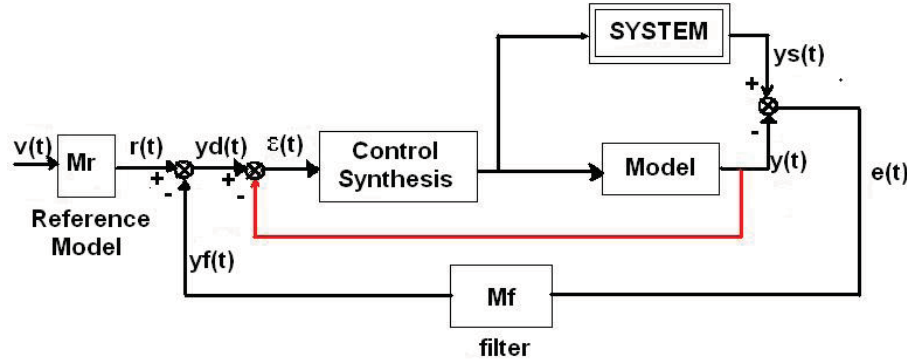 SYSTEM
ys(t)
+
-
v(t)
Mr
r(t)
+
-
yd(t)
+
-
ε(t)
Control
Synthesis
Model
y(t)
e(t)
Reference
Model
yf(t)
Mf
filter